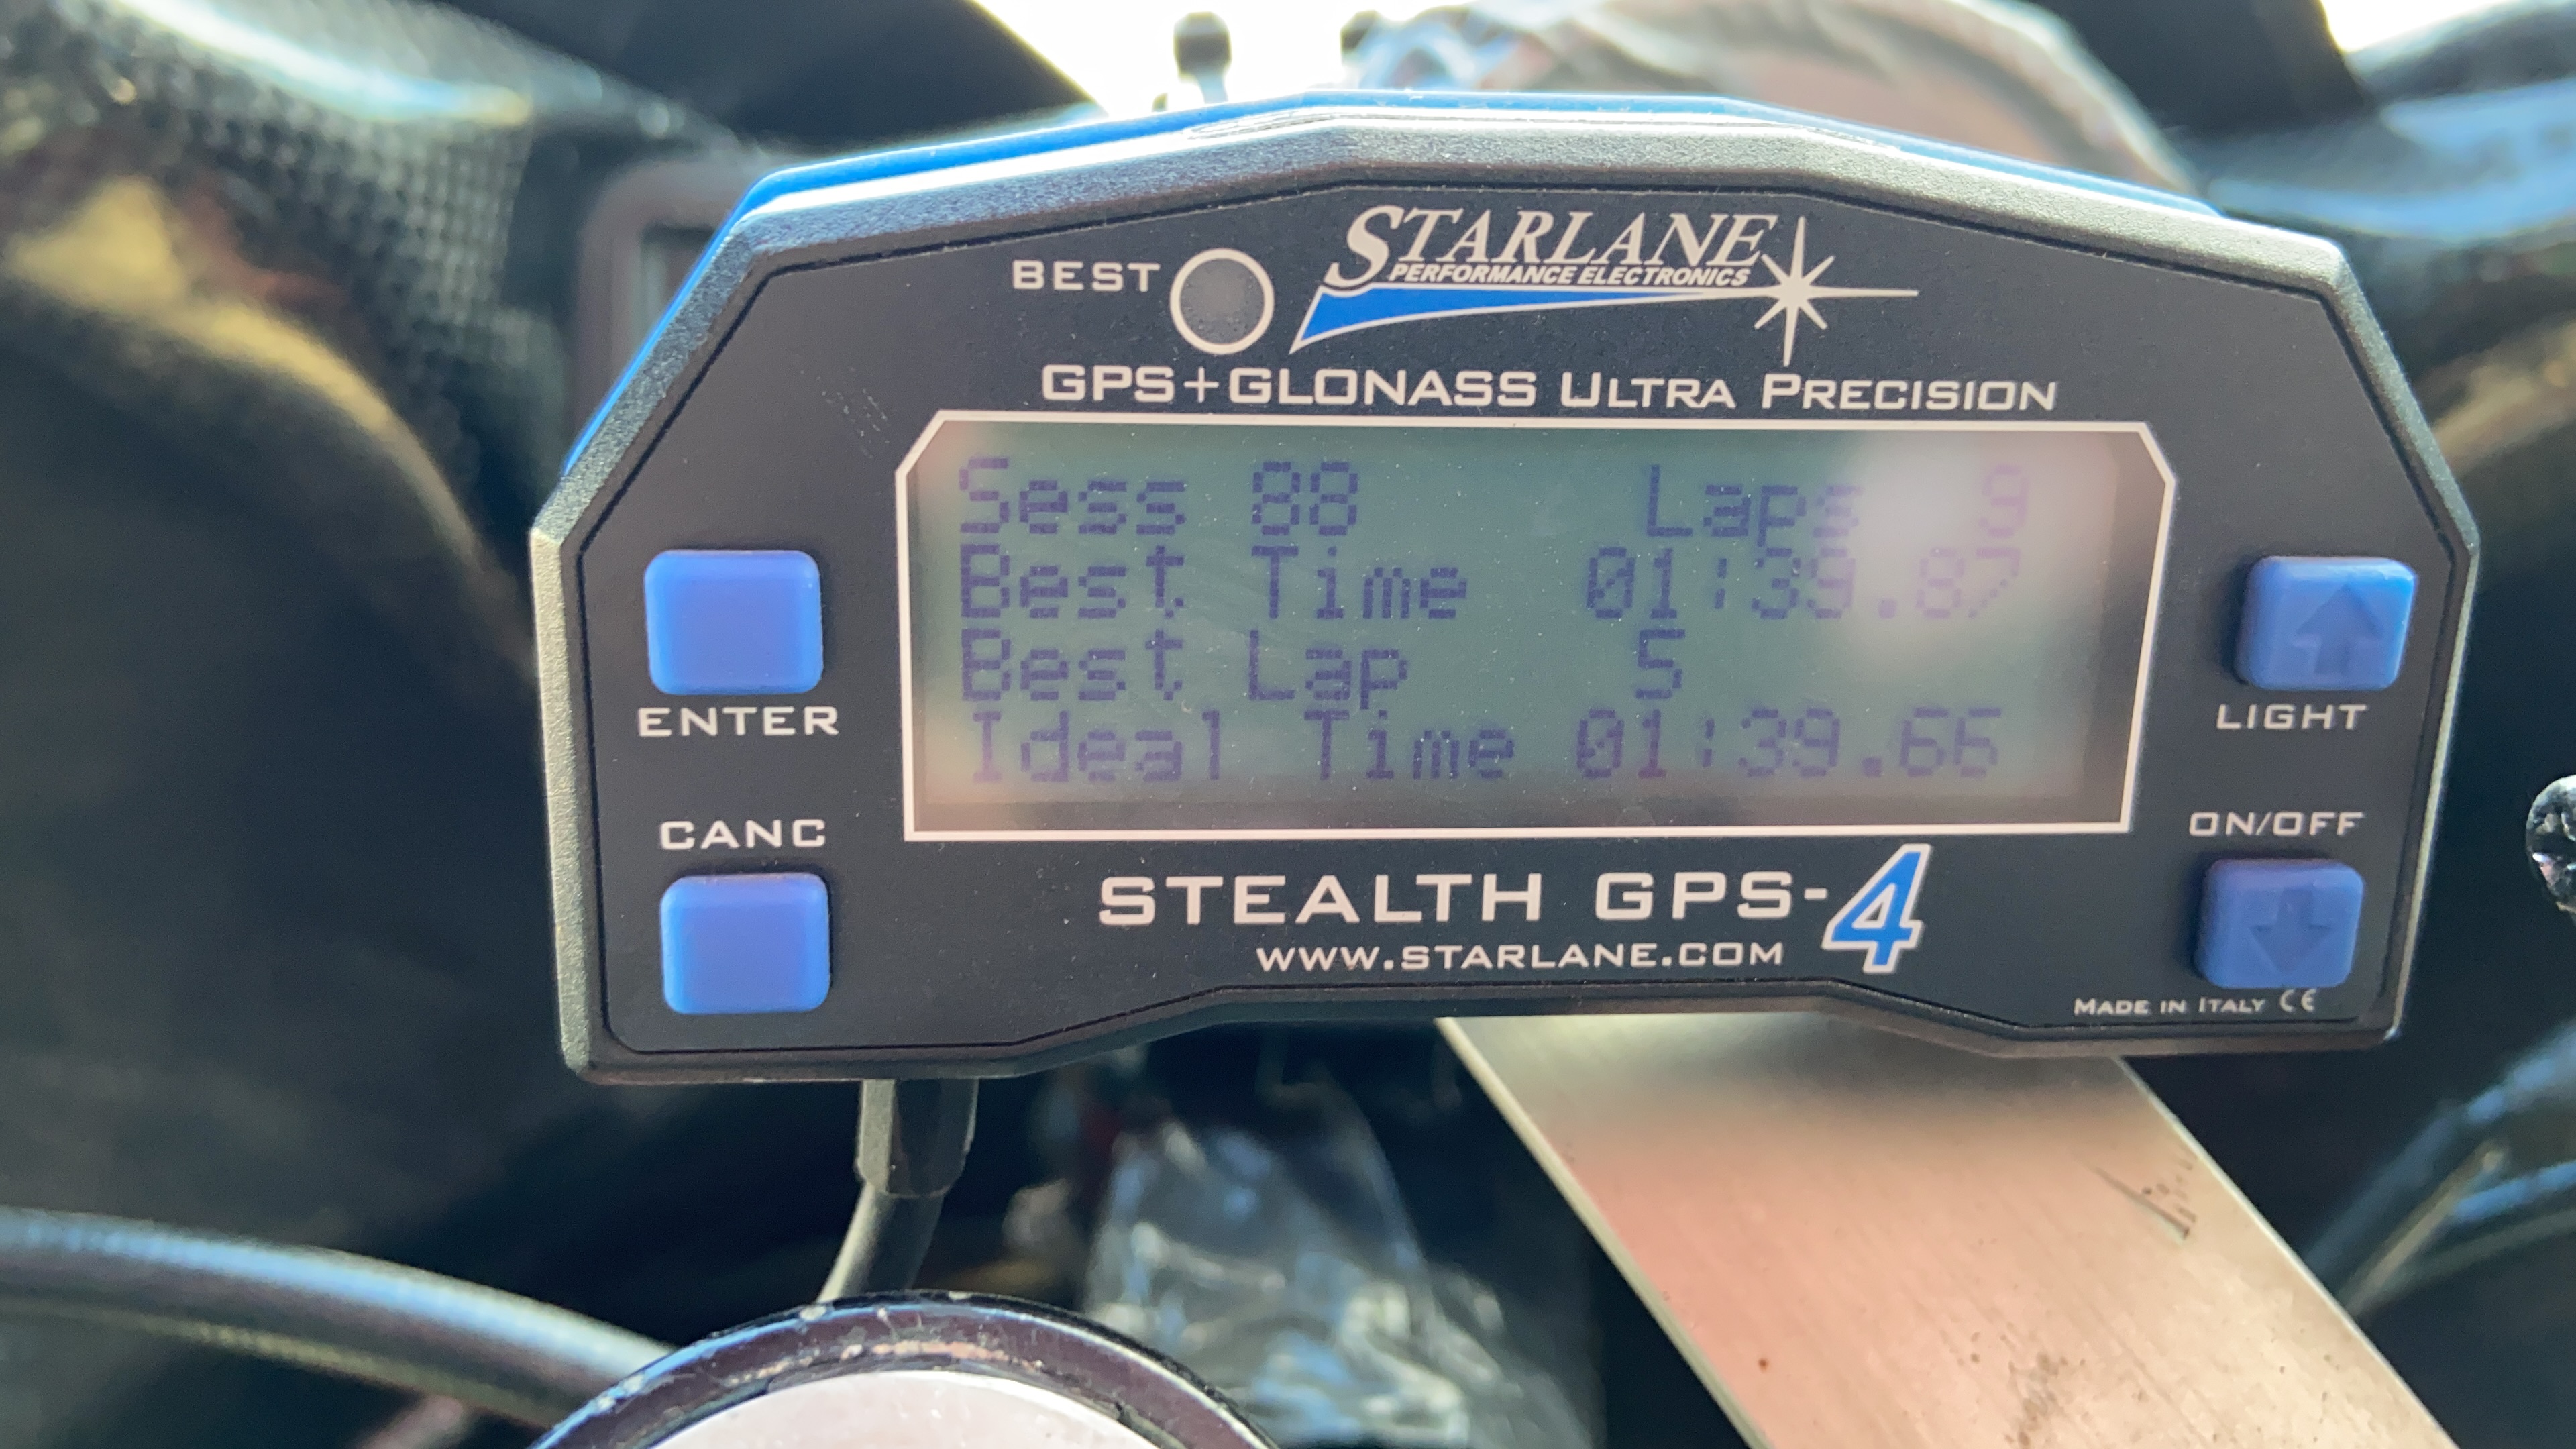 BEST
STARLANE
PERFORMANCE ELECTRONICS
GPS+GLONASS ULTRA PRECISION
Sess 88 Laps 9
Best Time 01:39.87
Best Lap 5
Ideal Time 01:39.66
ENTER
LIGHT
CANC
ON/OFF
STEALTH GPS-4
WWW.STARLANE.COM
MADE IN ITALY CE